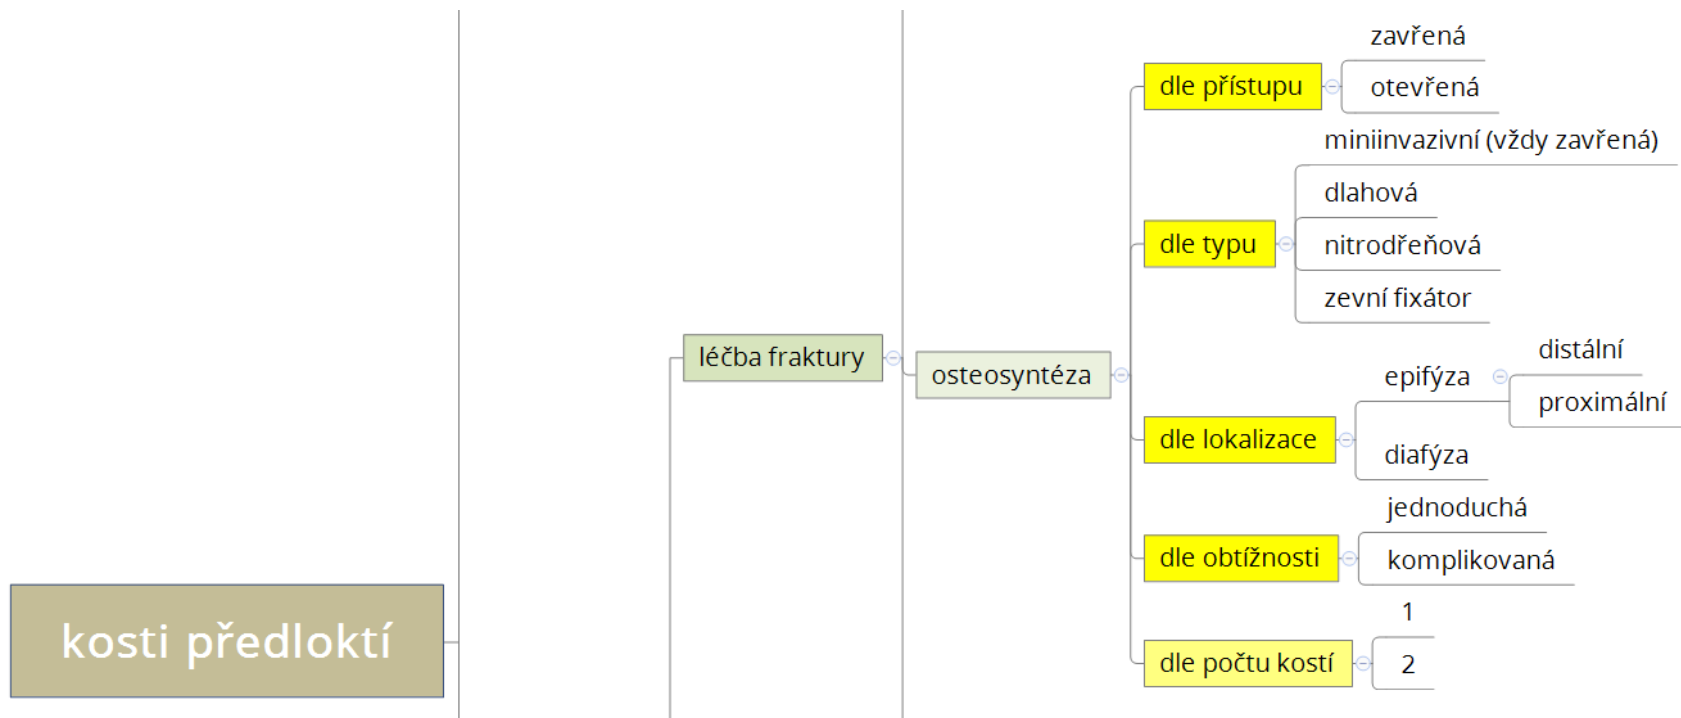 kosti předloktí
léčba fraktury
osteosyntéza
dle přístupu
zavřená
otevřená
dle typu
miniinvazivní (vždy zavřená)
dlahová
nitrodřeňová
zevní fixátor
dle lokalizace
epifýza
distální
proximální
diafýza
dle obtížnosti
jednoduchá
komplikovaná
dle počtu kostí
1
2